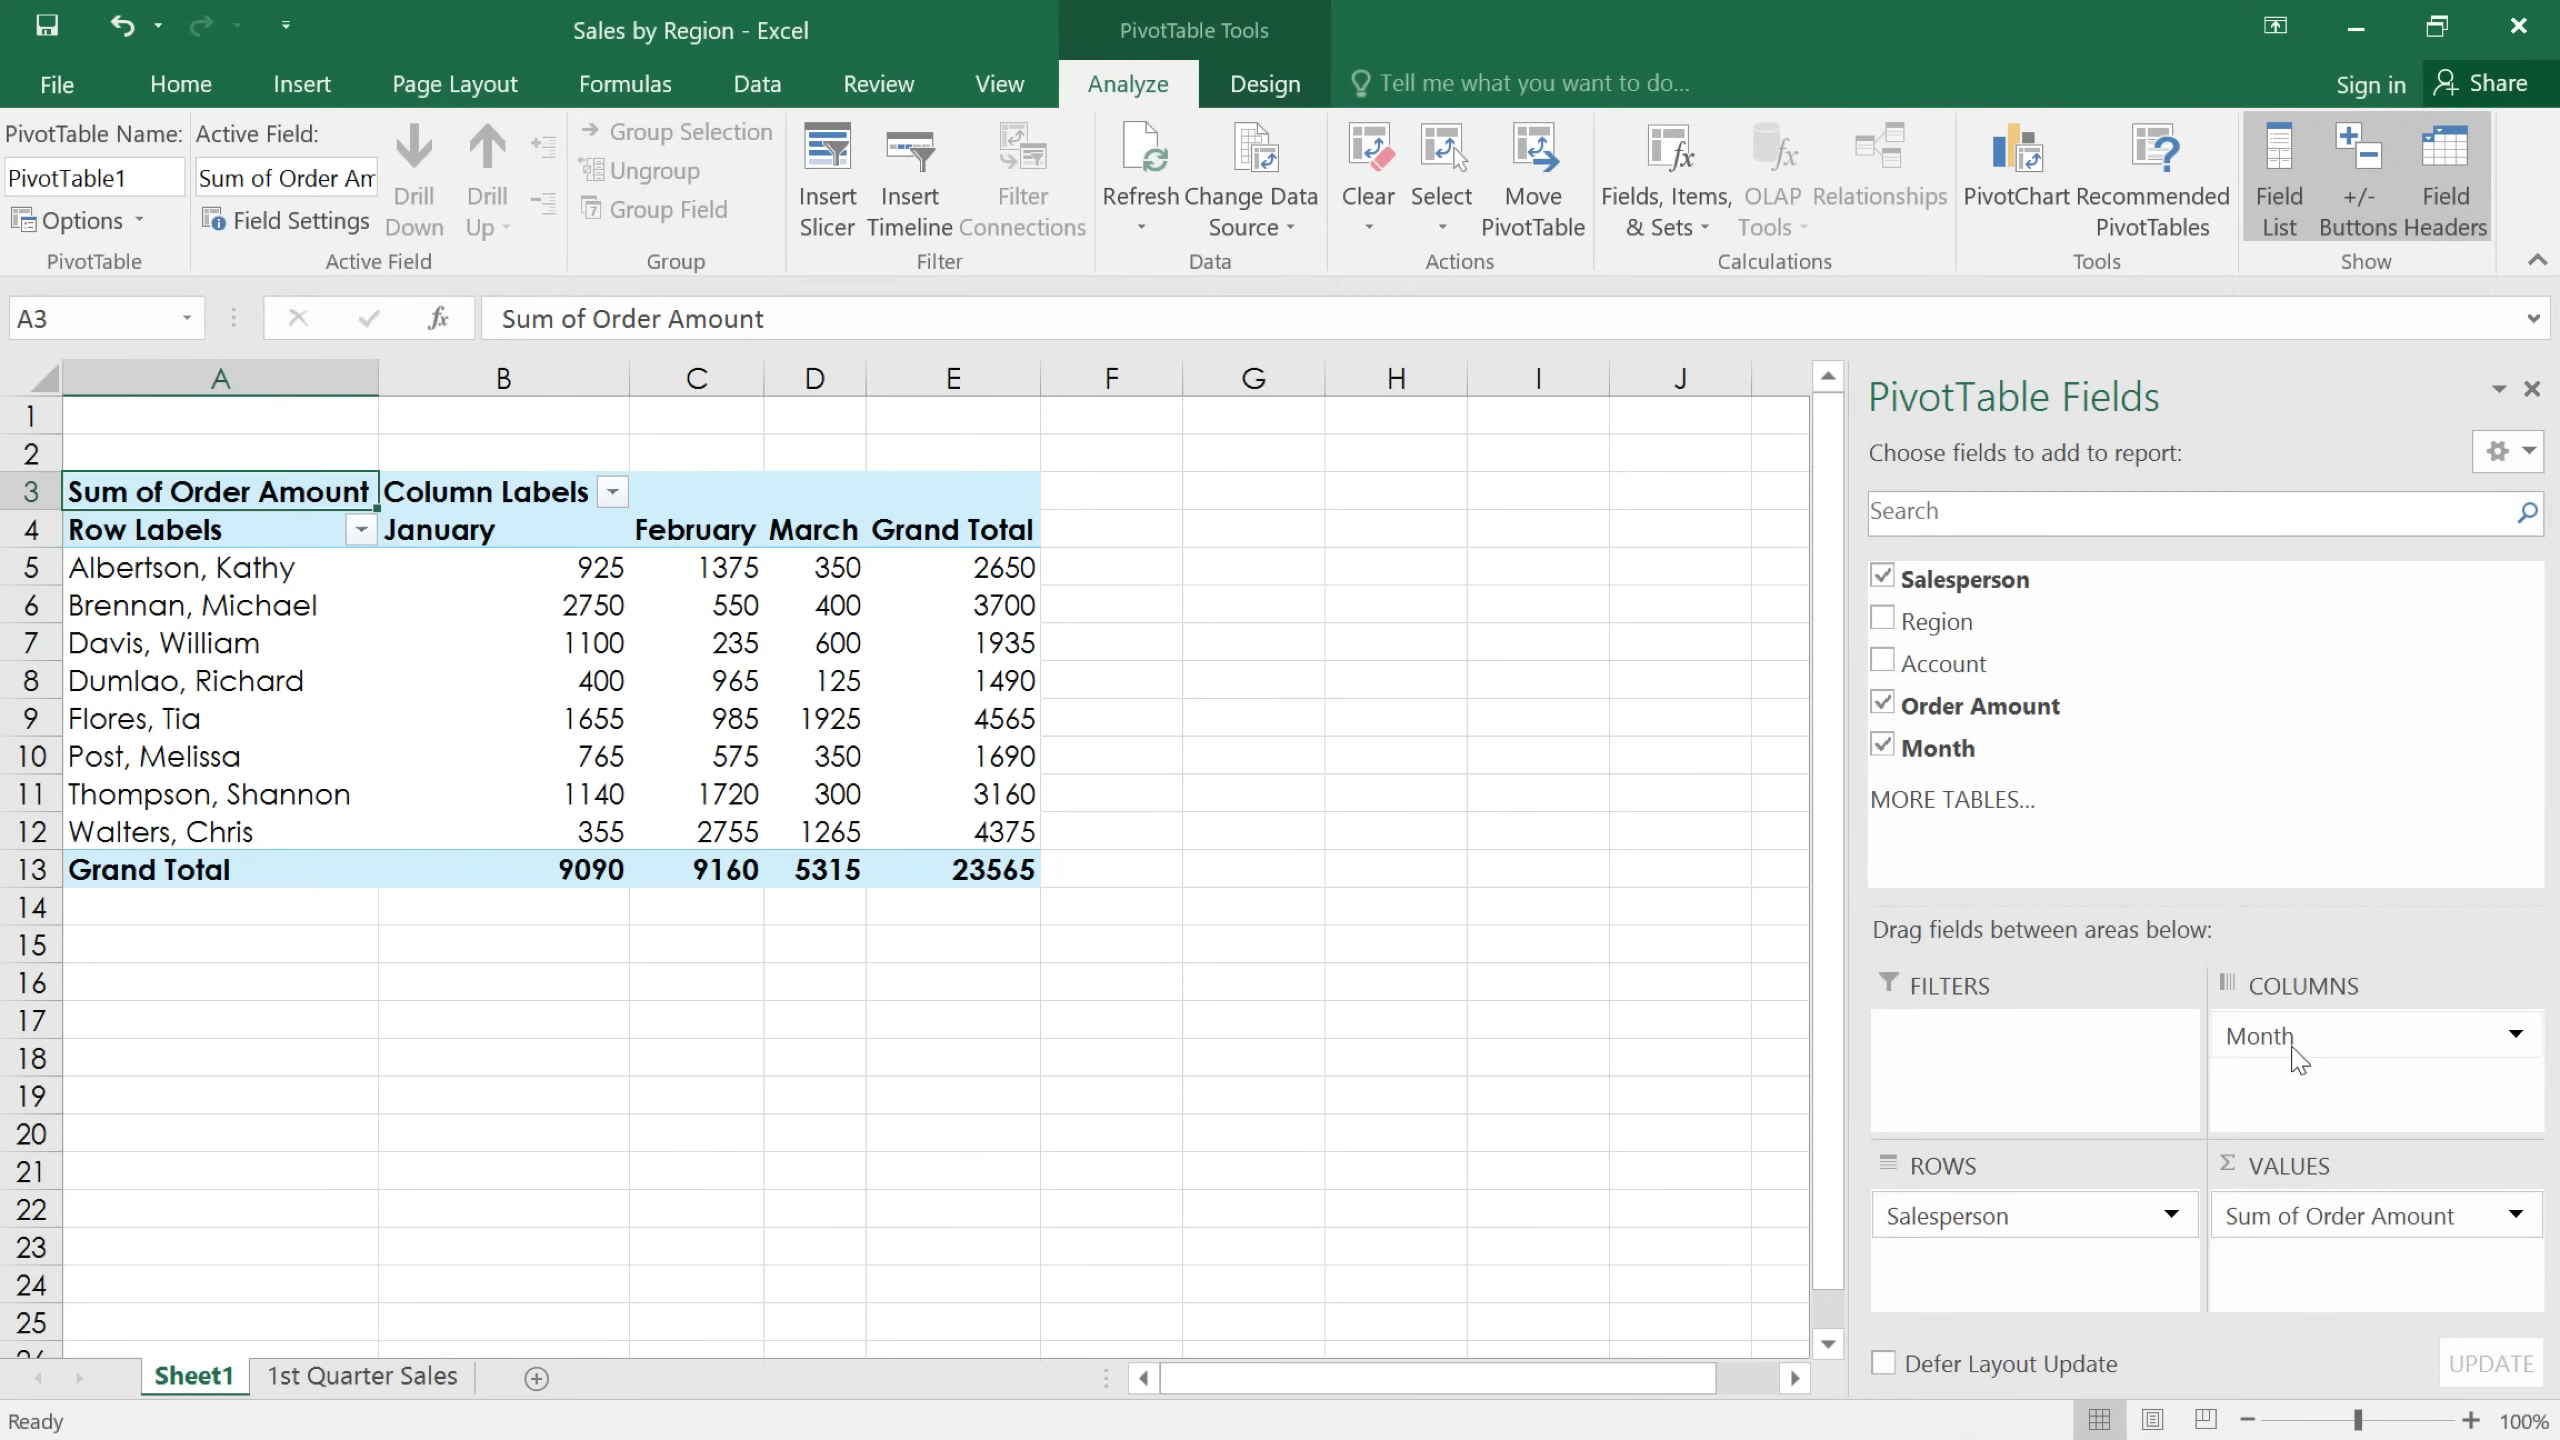 Sales by Region - Excel
PivotTable Tools
File Home Insert Page Layout Formulas Data Review View Analyze Design Tell me what you want to do... Sign in Share
PivotTable Name:
PivotTable1
Options
PivotTable
Active Field:
Sum of Order Am
Field Settings
Drill Down
Drill Up
Active Field
Group Selection
Ungroup
Group Field
Group
Insert Slicer
Insert Timeline
Filter Connections
Filter
Refresh
Change Data Source
Data
Clear
Select
Move PivotTable
Actions
Fields, Items, & Sets
OLAP Tools
Relationships
Calculations
PivotChart
Recommended PivotTables
Tools
Field List
+/- Buttons
Field Headers
Show
A3 fx Sum of Order Amount
A B C D E F G H I J
1
2
3 Sum of Order Amount Column Labels
4 Row Labels January February March Grand Total
5 Albertson, Kathy 925 1375 350 2650
6 Brennan, Michael 2750 550 400 3700
7 Davis, William 1100 235 600 1935
8 Dumlao, Richard 400 965 125 1490
9 Flores, Tia 1655 985 1925 4565
10 Post, Melissa 765 575 350 1690
11 Thompson, Shannon 1140 1720 300 3160
12 Walters, Chris 355 2755 1265 4375
13 Grand Total 9090 9160 5315 23565
14
15
16
17
18
19
20
21
22
23
24
25
26
PivotTable Fields
Choose fields to add to report:
Search
Salesperson
Region
Account
Order Amount
Month
MORE TABLES...
Drag fields between areas below:
FILTERS
COLUMNS
Month
ROWS
Salesperson
Σ VALUES
Sum of Order Amount
Defer Layout Update UPDATE
Sheet1 1st Quarter Sales
Ready 100%